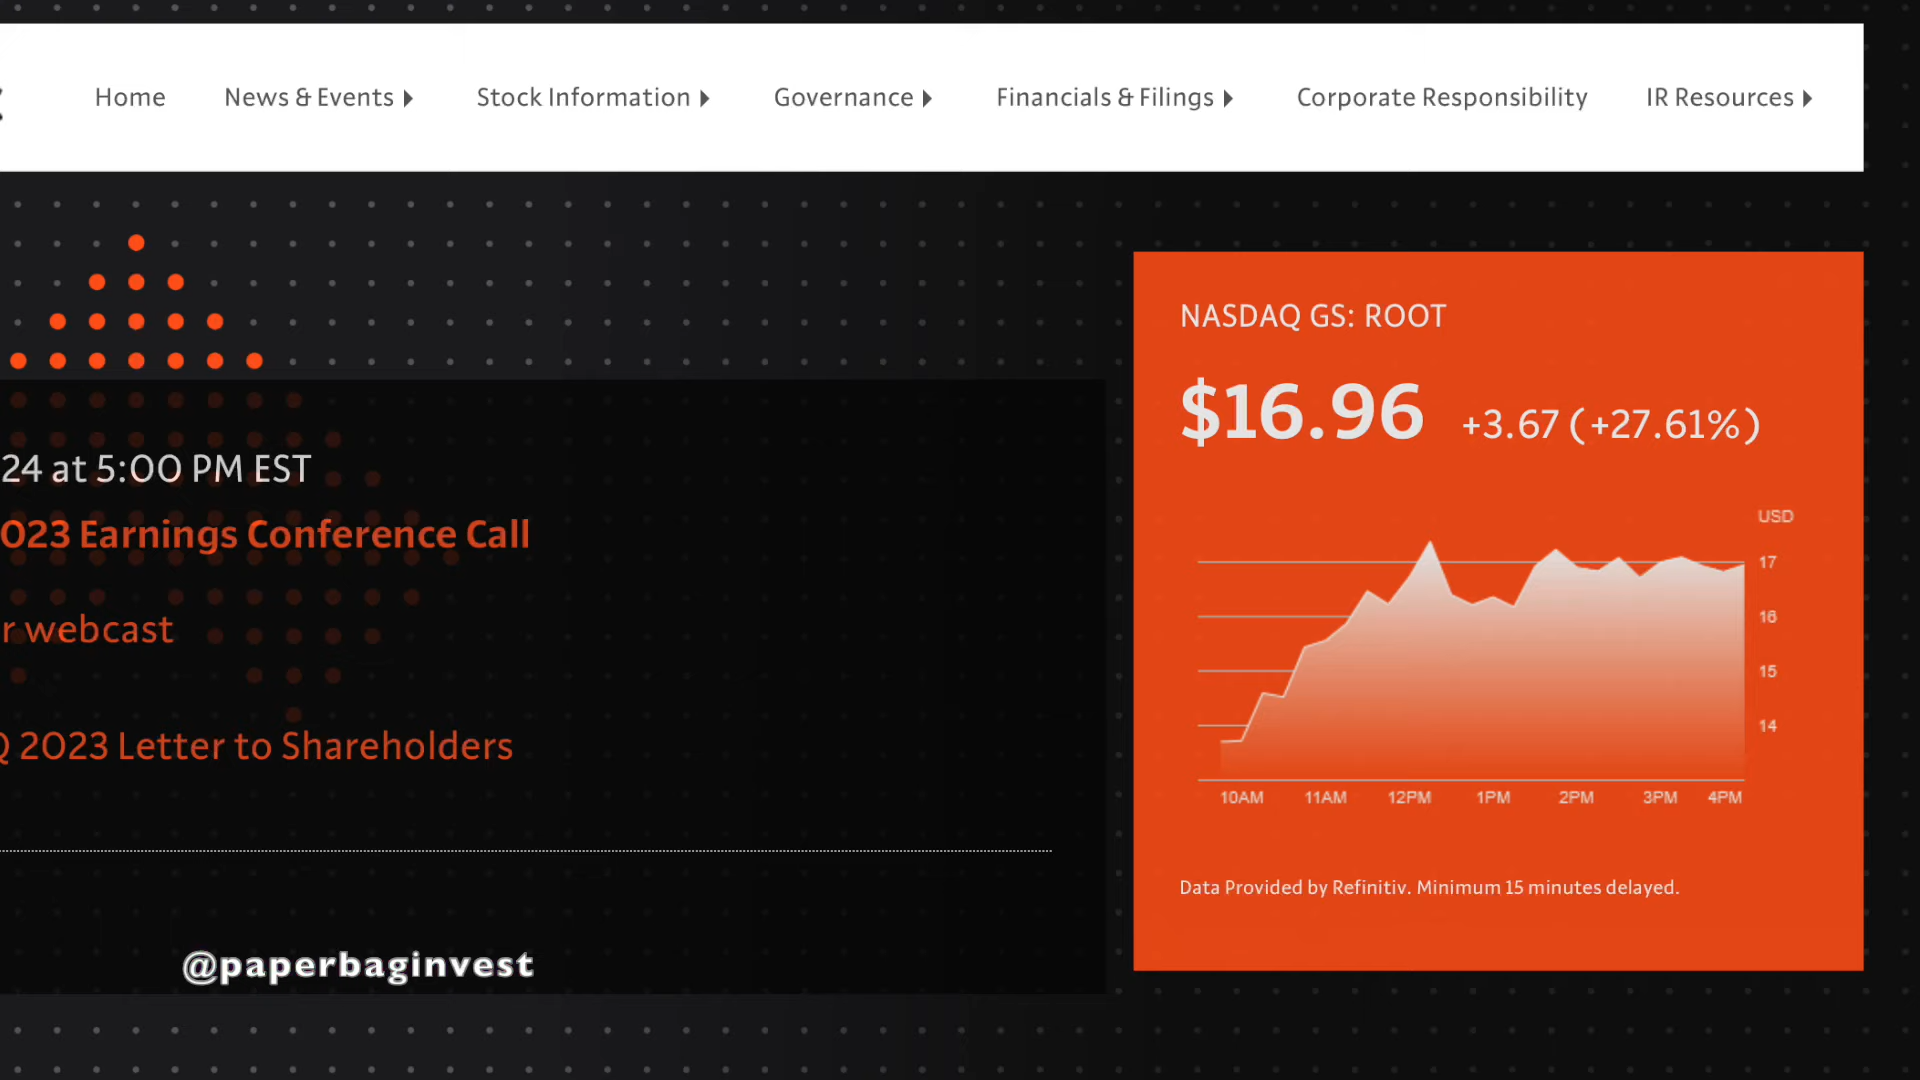 Home News & Events Stock Information Governance Financials & Filings Corporate Responsibility IR Resources
24 at 5:00 PM EST
023 Earnings Conference Call
r webcast
Q 2023 Letter to Shareholders
@paperbaginvest
NASDAQ GS: ROOT
$16.96 +3.67 (+27.61%)
USD
17
16
15
14
10AM 11AM 12PM 1PM 2PM 3PM 4PM
Data Provided by Refinitiv. Minimum 15 minutes delayed.